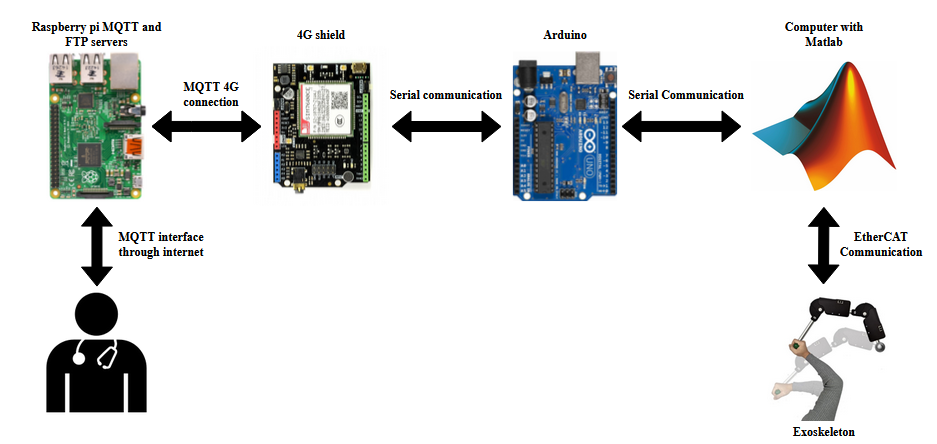 Raspberry pi MQTT and
FTP servers
4G shield
Arduino
Computer with
Matlab
MQTT 4G
connection
Serial communication
Serial Communication
UNO
MQTT interface
through internet
EtherCAT
Communication
Exoskeleton